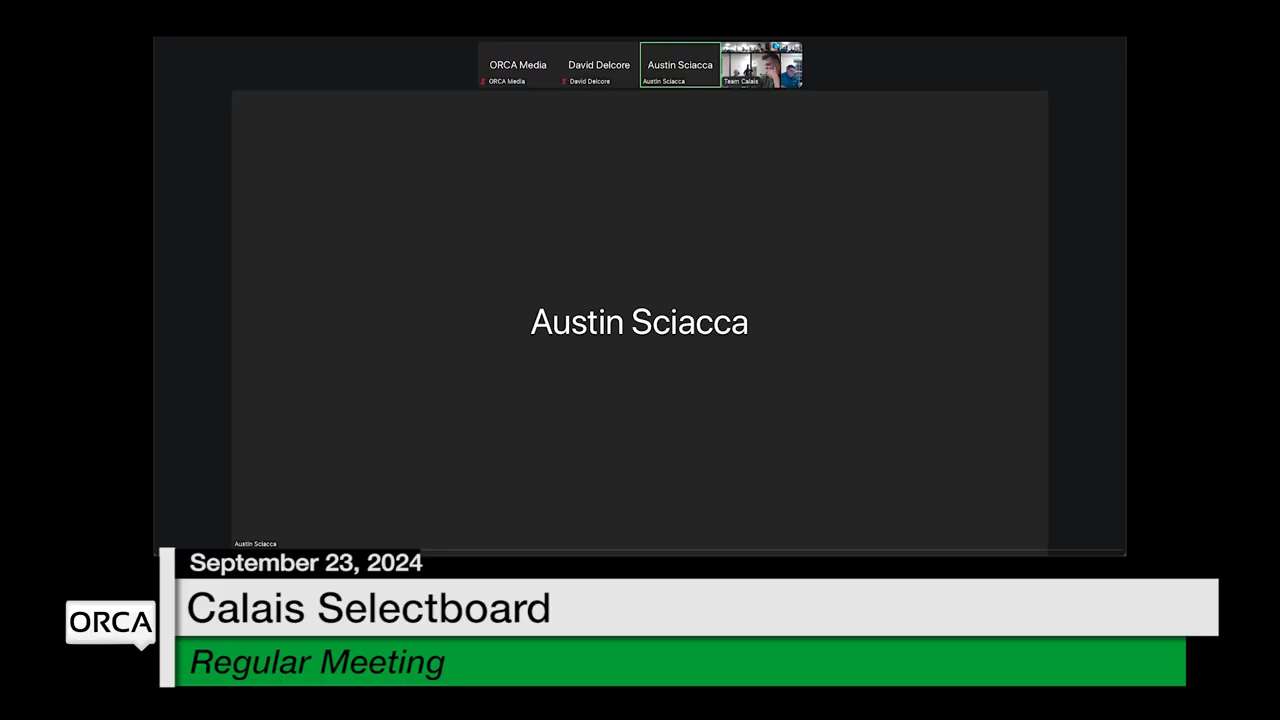 ORCA Media David Delcore Austin Sciacca
ORCA Media David Delcore Austin Sciacca Team Calais
Austin Sciacca
Austin Sciacca
September 23, 2024
Calais Selectboard
ORCA
Regular Meeting